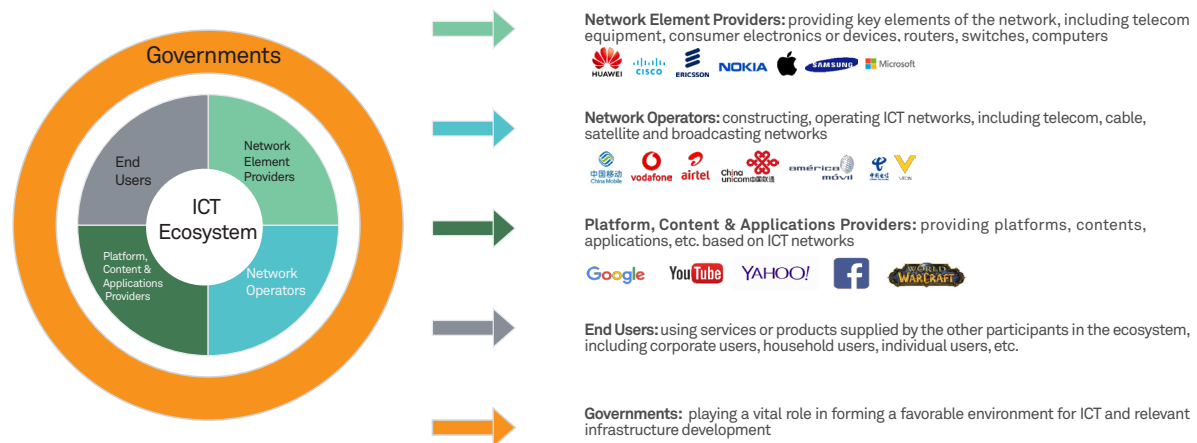 Governments
End
Users
Network
Element
Providers
ICT
Ecosystem
Platform,
Content &
Applications
Providers
Network
Operators
Network Element Providers: providing key elements of the network, including telecom
equipment, consumer electronics or devices, routers, switches, computers
HUAWEI
CISCO
ERICSSON
NOKIA
SAMSUNG
Microsoft
Network Operators: constructing, operating ICT networks, including telecom, cable,
satellite and broadcasting networks
中国移动
China Mobile
vodafone
airtel
China
unicom中国联通
américa
móvil
中国电信
VEON
Platform, Content & Applications Providers: providing platforms, contents,
applications, etc. based on ICT networks
Google
YouTube
YAHOO!
f
WORLD
OF
WARCRAFT
End Users: using services or products supplied by the other participants in the ecosystem,
including corporate users, household users, individual users, etc.
Governments: playing a vital role in forming a favorable environment for ICT and relevant
infrastructure development